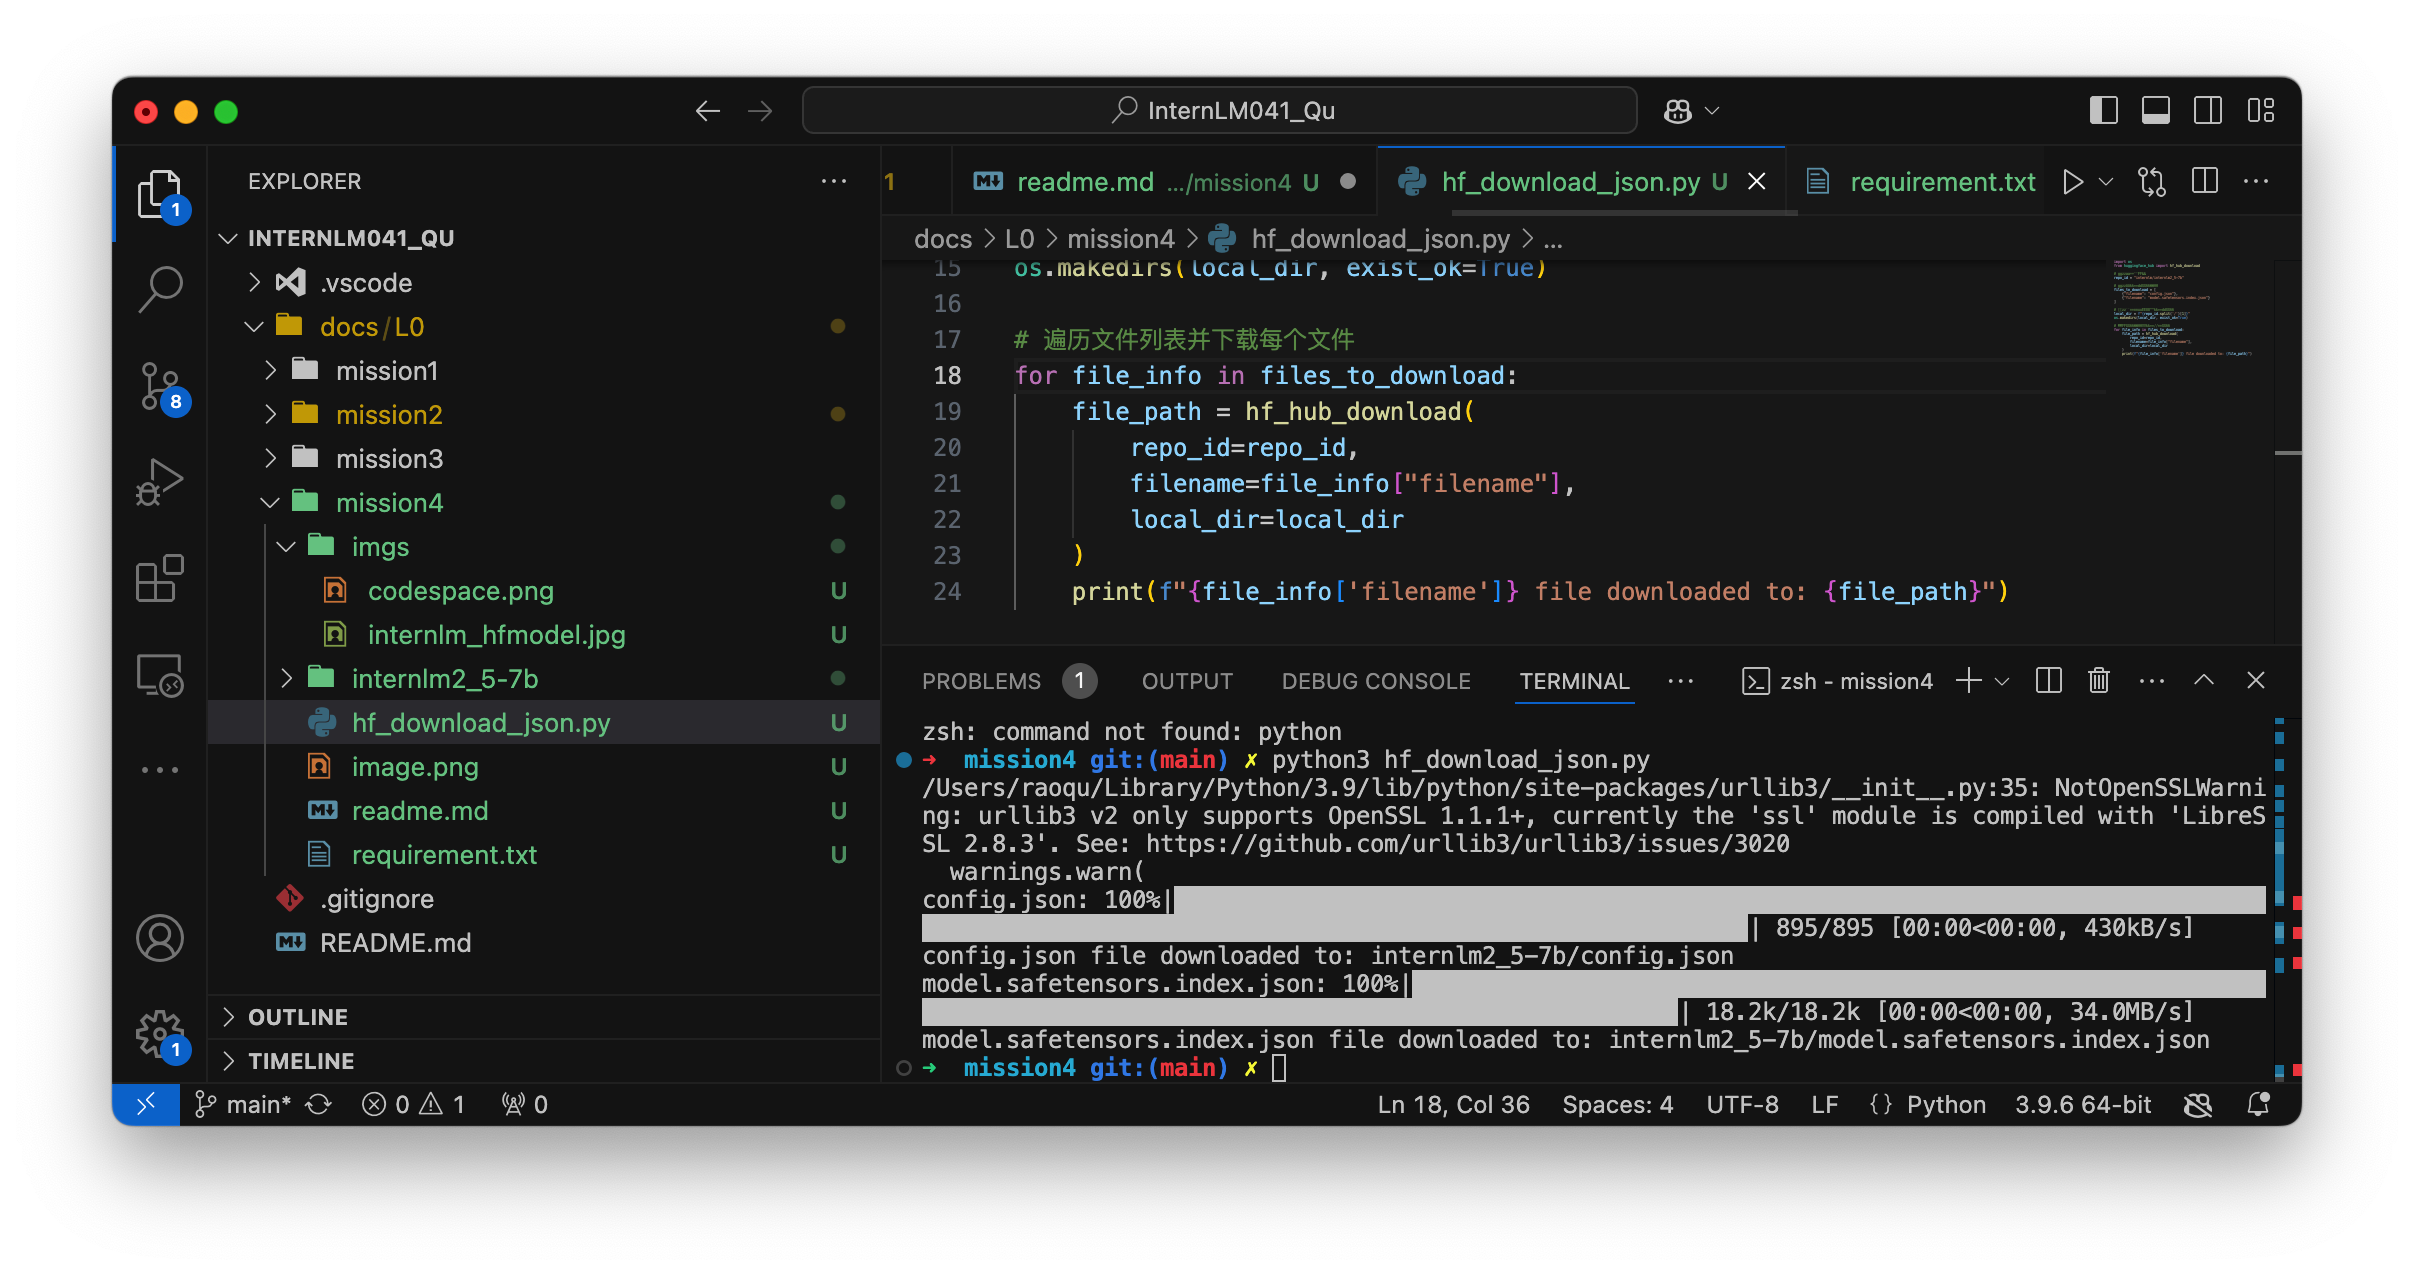 InternLM041_Qu
1
8
1
EXPLORER
INTERNLM041_QU
.vscode
docs / L0
mission1
mission2
mission3
mission4
imgs
codespace.png U
internlm_hfmodel.jpg U
internlm2_5-7b
hf_download_json.py U
image.png U
readme.md U
requirement.txt U
.gitignore
README.md
OUTLINE
TIMELINE
1
readme.md .../mission4 U
hf_download_json.py U
requirement.txt
docs > L0 > mission4 > hf_download_json.py > ...
15 os.makedirs(local_dir, exist_ok=True)
16
17 # 遍历文件列表并下载每个文件
18 for file_info in files_to_download:
19 file_path = hf_hub_download(
20 repo_id=repo_id,
21 filename=file_info["filename"],
22 local_dir=local_dir
23 )
24 print(f"{file_info['filename']} file downloaded to: {file_path}")
PROBLEMS 1 OUTPUT DEBUG CONSOLE TERMINAL ... zsh - mission4
zsh: command not found: python
➜ mission4 git:(main) ✗ python3 hf_download_json.py
/Users/raoqu/Library/Python/3.9/lib/python/site-packages/urllib3/__init__.py:35: NotOpenSSLWarni
ng: urllib3 v2 only supports OpenSSL 1.1.1+, currently the 'ssl' module is compiled with 'LibreS
SL 2.8.3'. See: https://github.com/urllib3/urllib3/issues/3020
warnings.warn(
config.json: 100%|
| 895/895 [00:00<00:00, 430kB/s]
config.json file downloaded to: internlm2_5-7b/config.json
model.safetensors.index.json: 100%|
| 18.2k/18.2k [00:00<00:00, 34.0MB/s]
model.safetensors.index.json file downloaded to: internlm2_5-7b/model.safetensors.index.json
➜ mission4 git:(main) ✗
main* 0 1 0
Ln 18, Col 36 Spaces: 4 UTF-8 LF {} Python 3.9.6 64-bit